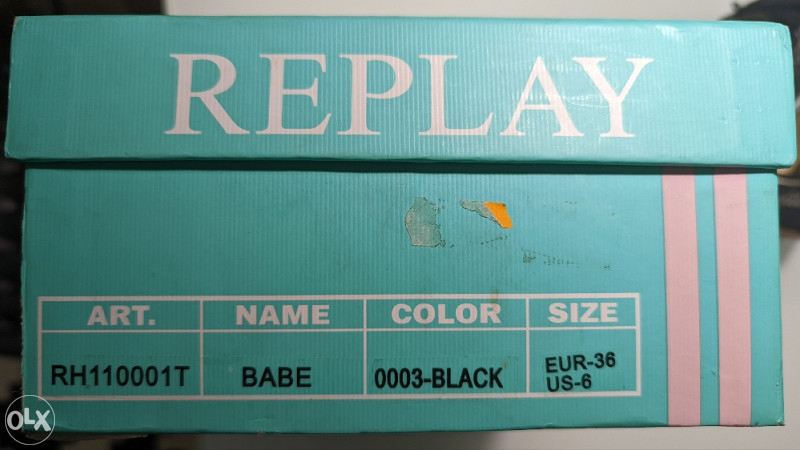 REPLAY
ART. NAME COLOR SIZE
RH110001T BABE 0003-BLACK EUR-36
US-6
OLX